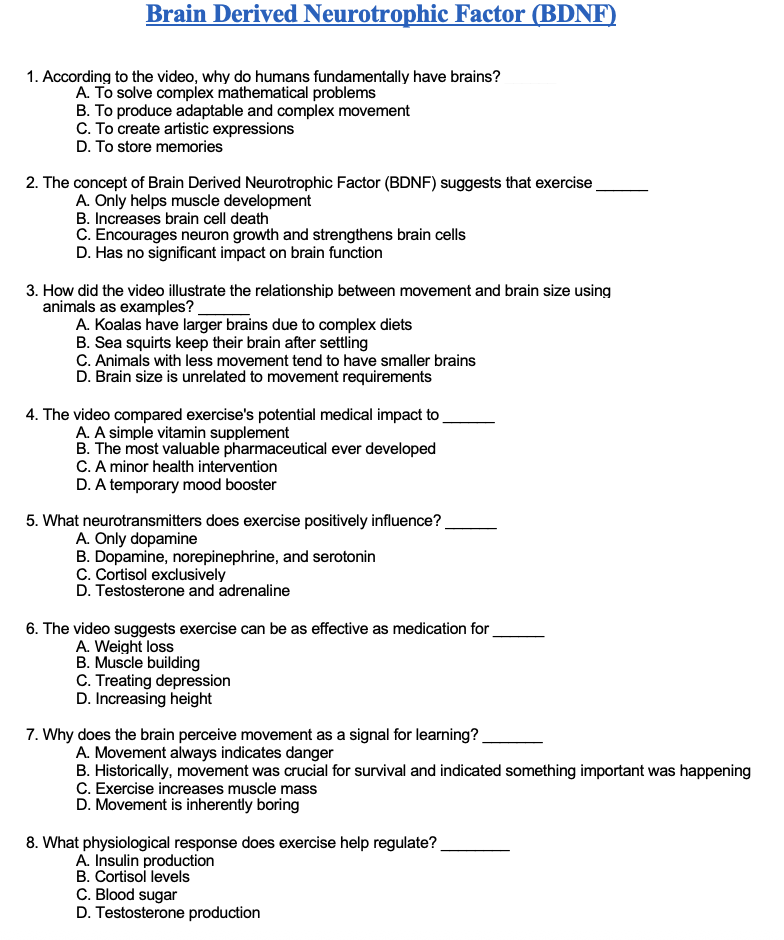 Brain Derived Neurotrophic Factor (BDNF)
1. According to the video, why do humans fundamentally have brains?
A. To solve complex mathematical problems
B. To produce adaptable and complex movement
C. To create artistic expressions
D. To store memories
2. The concept of Brain Derived Neurotrophic Factor (BDNF) suggests that exercise ______
A. Only helps muscle development
B. Increases brain cell death
C. Encourages neuron growth and strengthens brain cells
D. Has no significant impact on brain function
3. How did the video illustrate the relationship between movement and brain size using
animals as examples? ______
A. Koalas have larger brains due to complex diets
B. Sea squirts keep their brain after settling
C. Animals with less movement tend to have smaller brains
D. Brain size is unrelated to movement requirements
4. The video compared exercise's potential medical impact to ______
A. A simple vitamin supplement
B. The most valuable pharmaceutical ever developed
C. A minor health intervention
D. A temporary mood booster
5. What neurotransmitters does exercise positively influence? ______
A. Only dopamine
B. Dopamine, norepinephrine, and serotonin
C. Cortisol exclusively
D. Testosterone and adrenaline
6. The video suggests exercise can be as effective as medication for ______
A. Weight loss
B. Muscle building
C. Treating depression
D. Increasing height
7. Why does the brain perceive movement as a signal for learning? _______
A. Movement always indicates danger
B. Historically, movement was crucial for survival and indicated something important was happening
C. Exercise increases muscle mass
D. Movement is inherently boring
8. What physiological response does exercise help regulate? ________
A. Insulin production
B. Cortisol levels
C. Blood sugar
D. Testosterone production